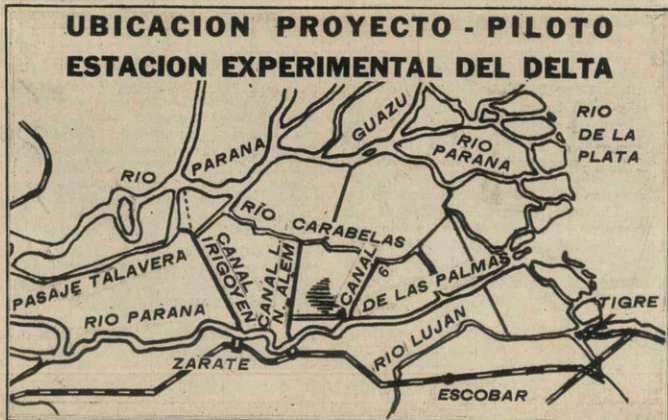 UBICACION PROYECTO - PILOTO
ESTACION EXPERIMENTAL DEL DELTA
RIO PARANA GUAZU
RIO PARANA
RIO DE LA PLATA
RIO CARABELAS
PASAJE TALAVERA
CANAL IRIGOYEN
CANAL L. N. ALEM
CANAL 6
RIO PARANA DE LAS PALMAS
TIGRE
ZARATE
RIO LUJAN
ESCOBAR